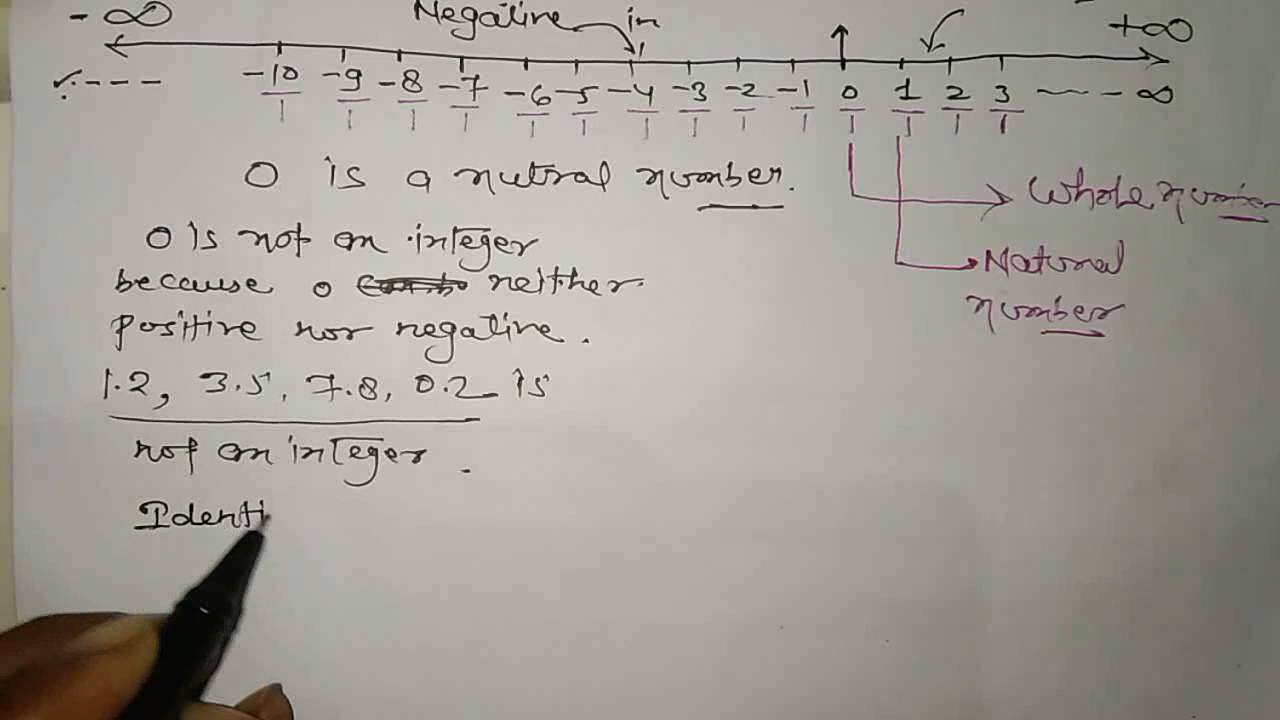 - ∞ Negative in +∞
- - - -10 -9 -8 -7 -6 -5 -4 -3 -2 -1 0 1 2 3 - - - ∞
1 1 1 1 1 1 1 1 1 1 1 1 1 1
0 is a nutral number.
Whole number
0 is not an integer
Natural
because 0 neither
number
positive nor negative.
1.2, 3.5, 7.8, 0.2 is
not an integer.
Identi